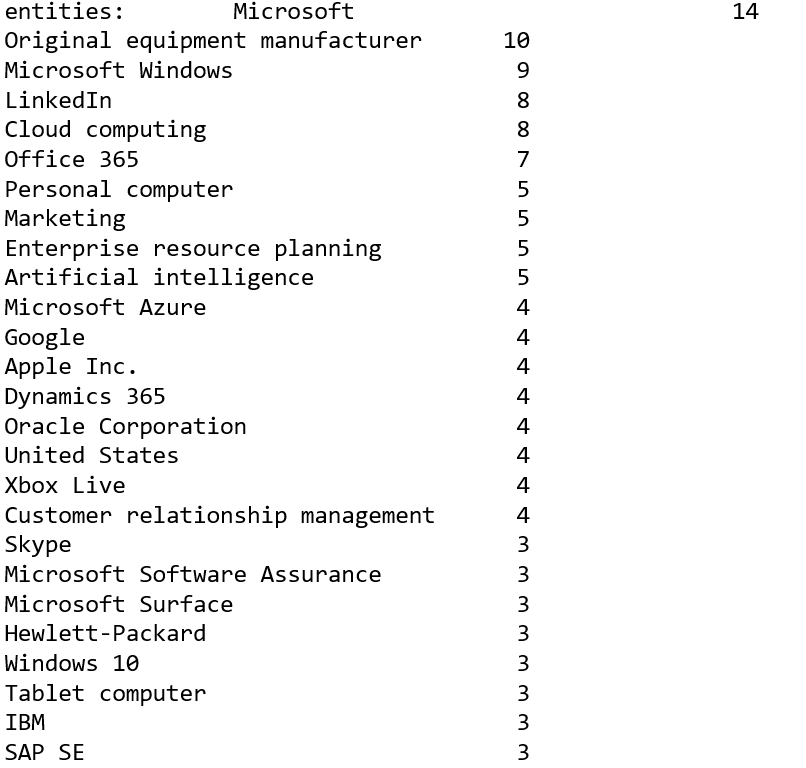 entities: Microsoft 14
Original equipment manufacturer 10
Microsoft Windows 9
LinkedIn 8
Cloud computing 8
Office 365 7
Personal computer 5
Marketing 5
Enterprise resource planning 5
Artificial intelligence 5
Microsoft Azure 4
Google 4
Apple Inc. 4
Dynamics 365 4
Oracle Corporation 4
United States 4
Xbox Live 4
Customer relationship management 4
Skype 3
Microsoft Software Assurance 3
Microsoft Surface 3
Hewlett-Packard 3
Windows 10 3
Tablet computer 3
IBM 3
SAP SE 3